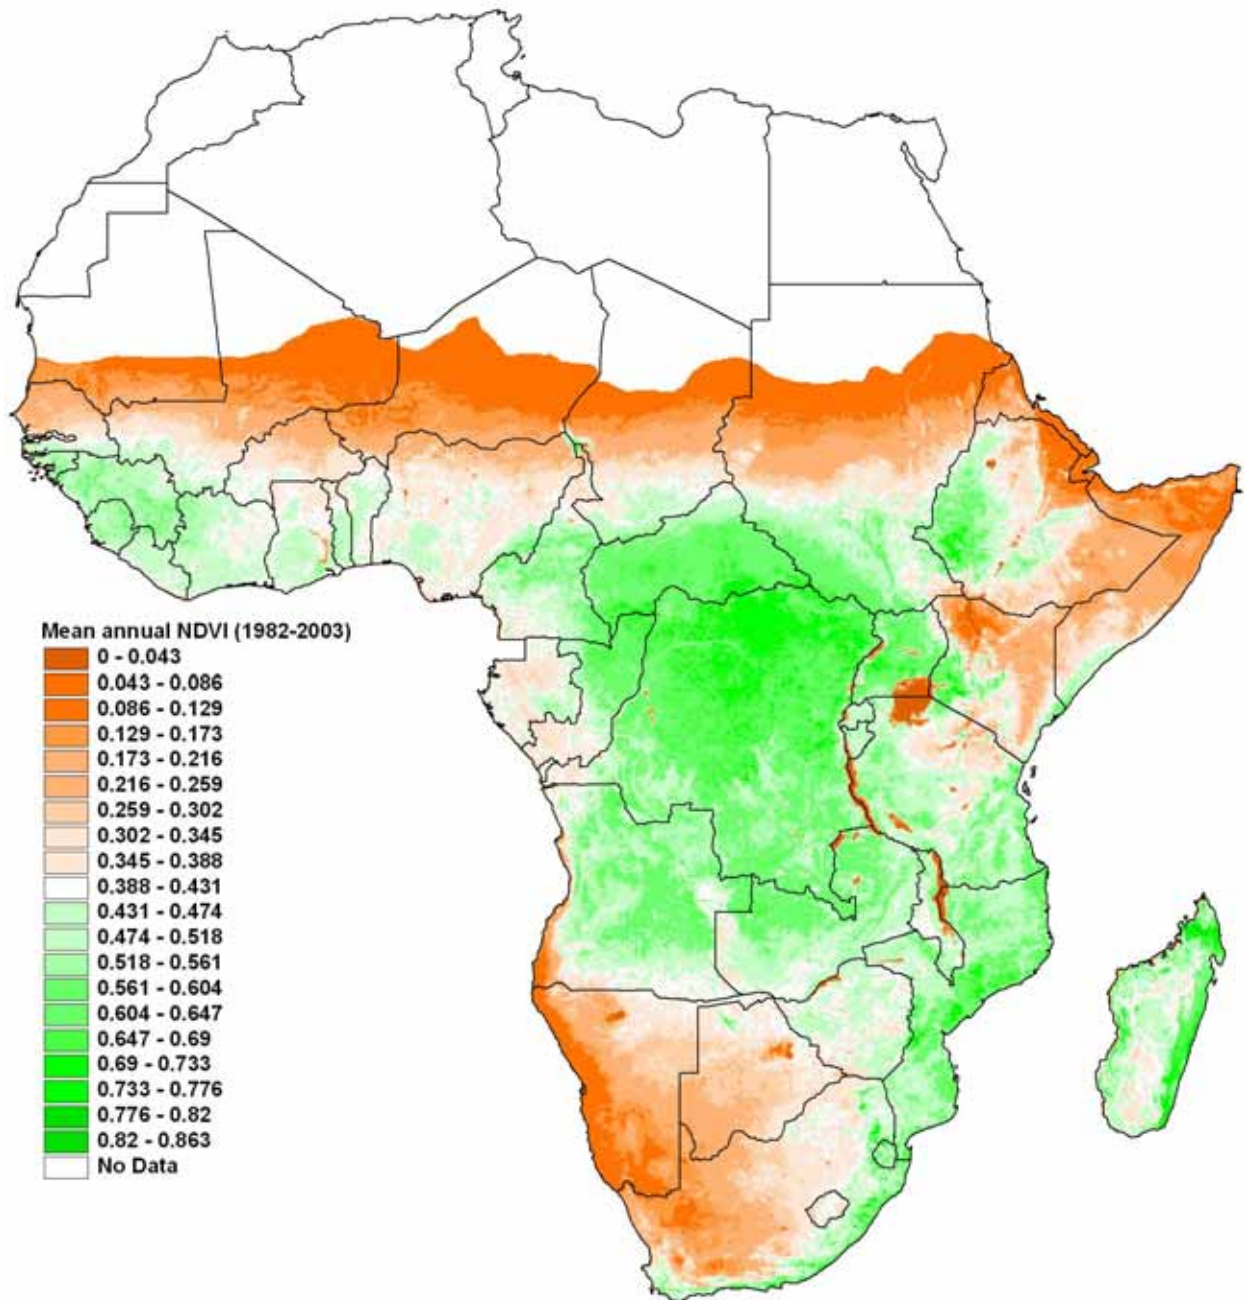 Mean annual NDVI (1982-2003)
0 - 0.043
0.043 - 0.086
0.086 - 0.129
0.129 - 0.173
0.173 - 0.216
0.216 - 0.259
0.259 - 0.302
0.302 - 0.345
0.345 - 0.388
0.388 - 0.431
0.431 - 0.474
0.474 - 0.518
0.518 - 0.561
0.561 - 0.604
0.604 - 0.647
0.647 - 0.69
0.69 - 0.733
0.733 - 0.776
0.776 - 0.82
0.82 - 0.863
No Data